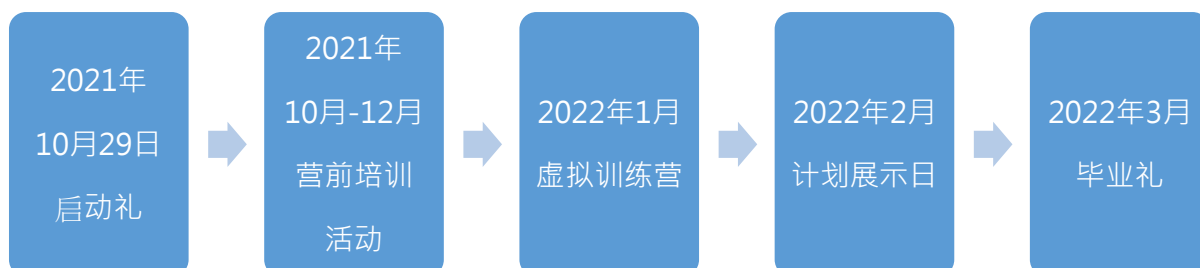 2021年
10月29日
启动礼
2021年
10月-12月
营前培训
活动
2022年1月
虚拟训练营
2022年2月
计划展示日
2022年3月
毕业礼